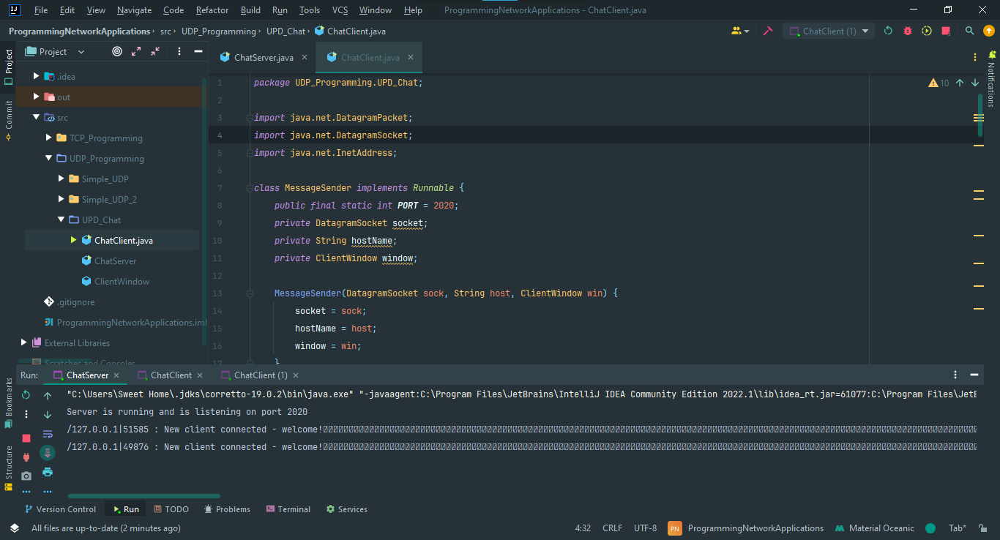 File Edit View Navigate Code Refactor Build Run Tools VCS Window Help ProgrammingNetworkApplications - ChatClient.java
ProgrammingNetworkApplications › src › UDP_Programming › UPD_Chat › ChatClient.java ChatClient (1)
Project
Project
Commit
Bookmarks
Structure
Notifications
.idea
out
src
TCP_Programming
UDP_Programming
Simple_UDP
Simple_UDP_2
UPD_Chat
ChatClient.java
ChatServer
ClientWindow
.gitignore
ProgrammingNetworkApplications.iml
External Libraries
Scratches and Consoles
ChatServer.java ChatClient.java
10
1 package UDP_Programming.UPD_Chat;
2
3 import java.net.DatagramPacket;
4 import java.net.DatagramSocket;
5 import java.net.InetAddress;
6
7 class MessageSender implements Runnable {
8 public final static int PORT = 2020;
9 private DatagramSocket socket;
10 private String hostName;
11 private ClientWindow window;
12
13 MessageSender(DatagramSocket sock, String host, ClientWindow win) {
14 socket = sock;
15 hostName = host;
16 window = win;
17 }
Run: ChatServer ChatClient ChatClient (1)
"C:\Users\Sweet Home\.jdks\corretto-19.0.2\bin\java.exe" "-javaagent:C:\Program Files\JetBrains\IntelliJ IDEA Community Edition 2022.1\lib\idea_rt.jar=61077:C:\Program Files\JetB
Server is running and is listening on port 2020
/127.0.0.1|51585 : New client connected - welcome!
/127.0.0.1|49876 : New client connected - welcome!
Version Control Run TODO Problems Terminal Services
All files are up-to-date (2 minutes ago) 4:32 CRLF UTF-8 PN ProgrammingNetworkApplications Material Oceanic Tab*